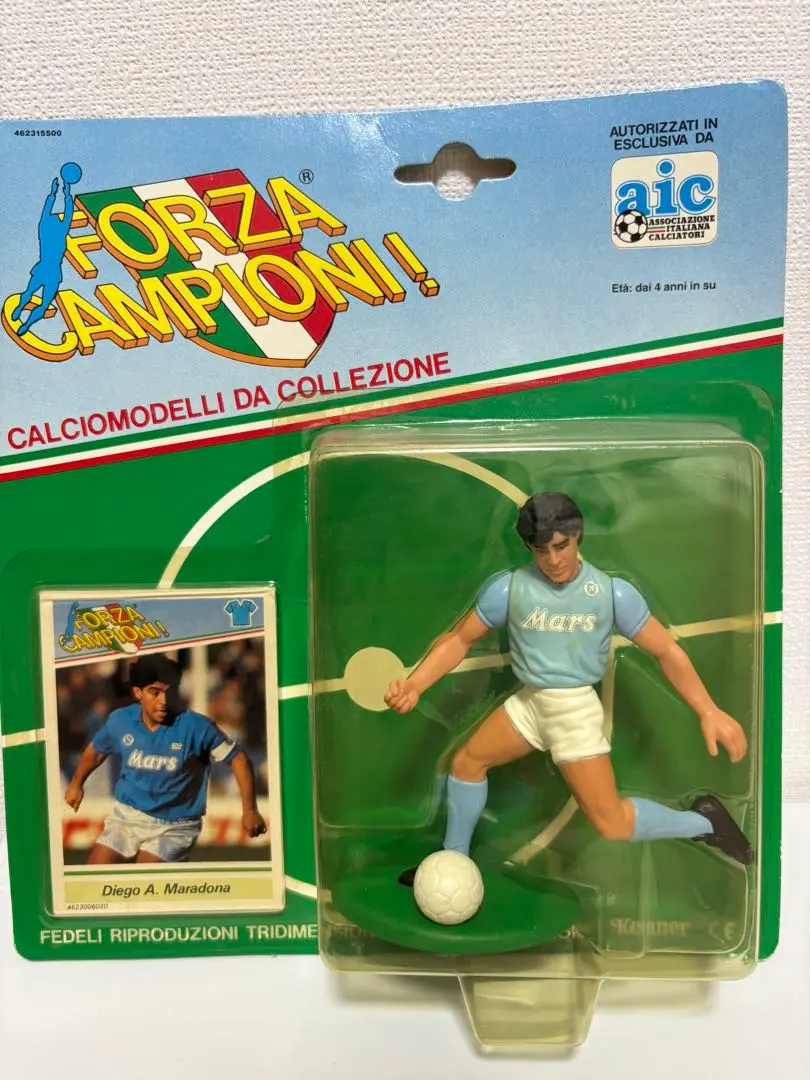 462315500
FORZA
CAMPIONI!
®
AUTORIZZATI IN
ESCLUSIVA DA
aic
ASSOCIAZIONE
ITALIANA
CALCIATORI
Età: dai 4 anni in su
CALCIOMODELLI DA COLLEZIONE
Mars
N
FORZA
CAMPIONI!
Mars
Diego A. Maradona
4623006020
FEDELI RIPRODUZIONI
Kenner CE